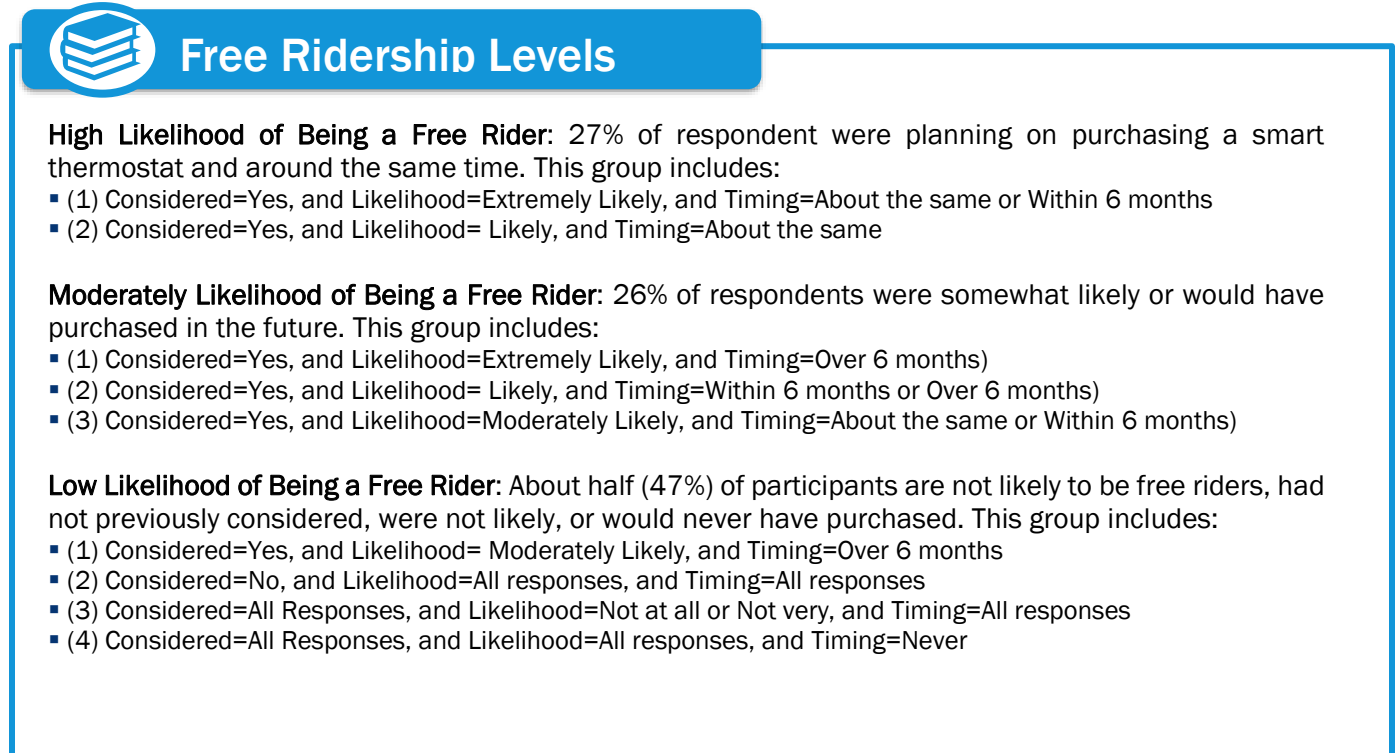 Free Ridership Levels
High Likelihood of Being a Free Rider: 27% of respondent were planning on purchasing a smart
thermostat and around the same time. This group includes:
▪ (1) Considered=Yes, and Likelihood=Extremely Likely, and Timing=About the same or Within 6 months
▪ (2) Considered=Yes, and Likelihood= Likely, and Timing=About the same
Moderately Likelihood of Being a Free Rider: 26% of respondents were somewhat likely or would have
purchased in the future. This group includes:
▪ (1) Considered=Yes, and Likelihood=Extremely Likely, and Timing=Over 6 months)
▪ (2) Considered=Yes, and Likelihood= Likely, and Timing=Within 6 months or Over 6 months)
▪ (3) Considered=Yes, and Likelihood=Moderately Likely, and Timing=About the same or Within 6 months)
Low Likelihood of Being a Free Rider: About half (47%) of participants are not likely to be free riders, had
not previously considered, were not likely, or would never have purchased. This group includes:
▪ (1) Considered=Yes, and Likelihood= Moderately Likely, and Timing=Over 6 months
▪ (2) Considered=No, and Likelihood=All responses, and Timing=All responses
▪ (3) Considered=All Responses, and Likelihood=Not at all or Not very, and Timing=All responses
▪ (4) Considered=All Responses, and Likelihood=All responses, and Timing=Never